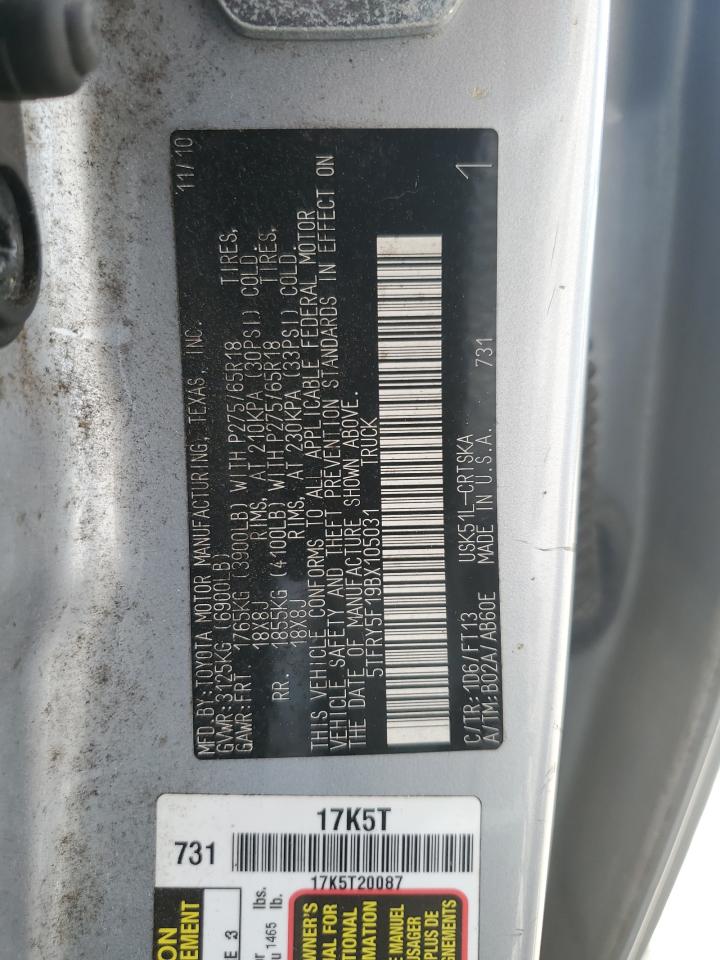 MFD BY: TOYOTA MOTOR MANUFACTURING, TEXAS, INC. 11/10
GVWR: 3125KG (6900LB)
GAWR: FRT 1765KG (3900LB) WITH P275/65R18 TIRES,
18X8J RIMS, AT 210KPA (30PSI) COLD.
RR. 1855KG (4100LB) WITH P275/65R18 TIRES,
18X8J RIMS, AT 230KPA (33PSI) COLD.
THIS VEHICLE CONFORMS TO ALL APPLICABLE FEDERAL MOTOR
VEHICLE SAFETY AND THEFT PREVENTION STANDARDS IN EFFECT ON
THE DATE OF MANUFACTURE SHOWN ABOVE.
5TFRY5F19BX105031 TRUCK
C/TR: 1D6/FT13 USK51L-CRTSKA 731 1
A/TM: B02A/AB60E MADE IN U.S.A.
731 17K5T
17K5T20087